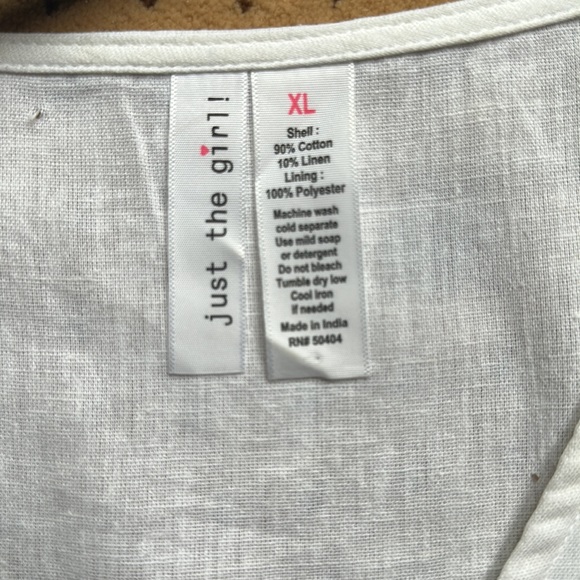 just the girl!
XL
Shell :
90% Cotton
10% Linen
Lining :
100% Polyester
Machine wash
cold separate
Use mild soap
or detergent
Do not bleach
Tumble dry low
Cool Iron
If needed
Made in India
RN# 50404